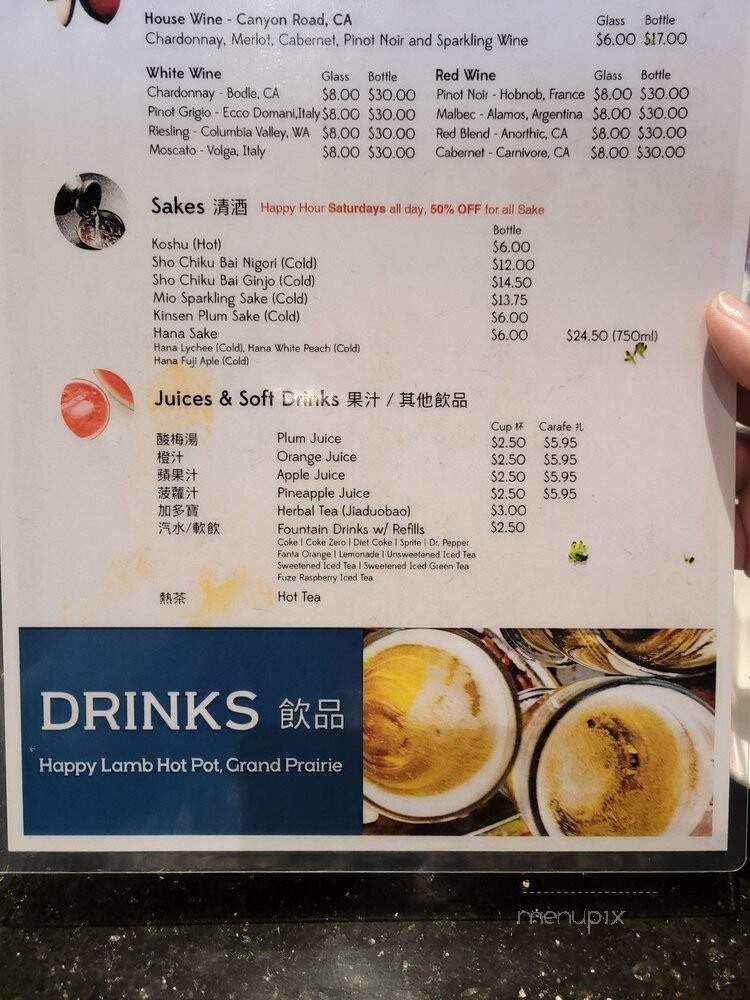 House Wine - Canyon Road, CA Glass Bottle
Chardonnay, Merlot, Cabernet, Pinot Noir and Sparkling Wine $6.00 $17.00
White Wine Glass Bottle Red Wine Glass Bottle
Chardonnay - Bodle, CA $8.00 $30.00 Pinot Noir - Hobnob, France $8.00 $30.00
Pinot Grigio - Ecco Domani,Italy $8.00 $30.00 Malbec - Alamos, Argentina $8.00 $30.00
Riesling - Columbia Valley, WA $8.00 $30.00 Red Blend - Anorthic, CA $8.00 $30.00
Moscato - Volga, Italy $8.00 $30.00 Cabernet - Carnivore, CA $8.00 $30.00
Sakes 清酒 Happy Hour Saturdays all day, 50% OFF for all Sake
Bottle
Koshu (Hot) $6.00
Sho Chiku Bai Nigori (Cold) $12.00
Sho Chiku Bai Ginjo (Cold) $14.50
Mio Sparkling Sake (Cold) $13.75
Kinsen Plum Sake (Cold) $6.00
Hana Sake $6.00 $24.50 (750ml)
Hana Lychee (Cold), Hana White Peach (Cold)
Hana Fuji Aple (Cold)
Juices & Soft Drinks 果汁 / 其他飲品
Cup 杯 Carafe 扎
酸梅湯 Plum Juice $2.50 $5.95
橙汁 Orange Juice $2.50 $5.95
蘋果汁 Apple Juice $2.50 $5.95
菠蘿汁 Pineapple Juice $2.50 $5.95
加多寶 Herbal Tea (Jiaduobao) $3.00
汽水/軟飲 Fountain Drinks w/ Refills $2.50
Coke | Coke Zero | Diet Coke | Sprite | Dr. Pepper
Fanta Orange | Lemonade | Unsweetened Iced Tea
Sweetened Iced Tea | Sweetened Iced Green Tea
Fuze Raspberry Iced Tea
熱茶 Hot Tea
DRINKS 飲品
Happy Lamb Hot Pot, Grand Prairie
menupix